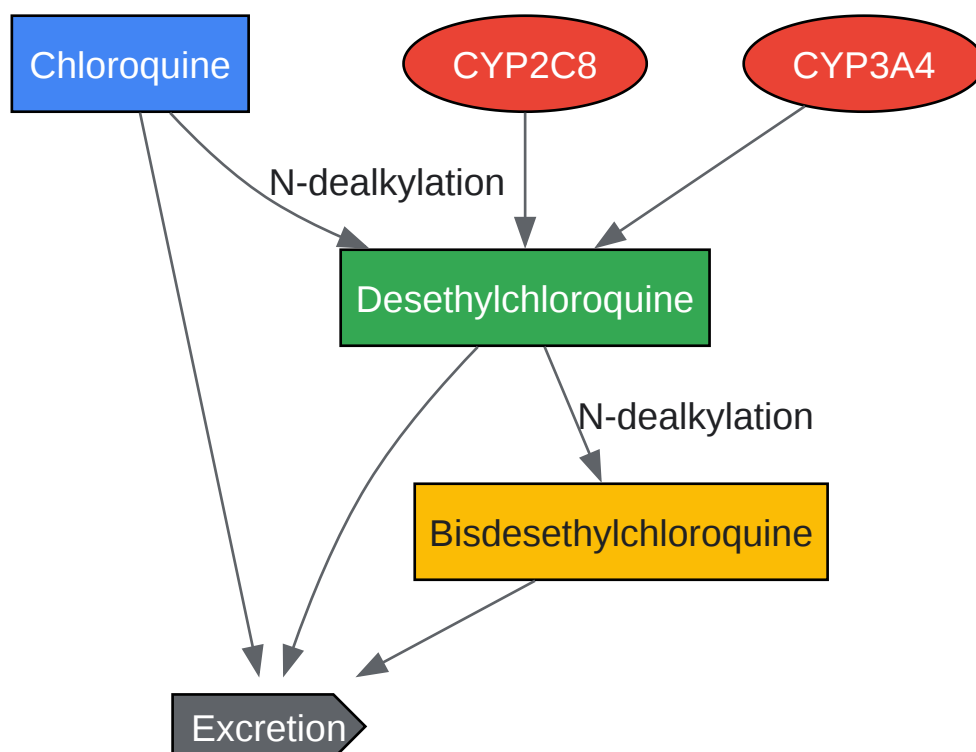 Chloroquine
CYP2C8
CYP3A4
N-dealkylation
Desethylchloroquine
N-dealkylation
Bisdesethylchloroquine
Excretion